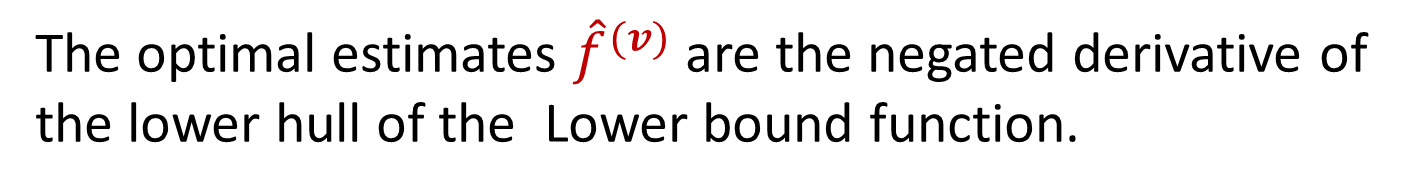 The optimal estimates f̂⁽ᵛ⁾ are the negated derivative of
the lower hull of the  Lower bound function.